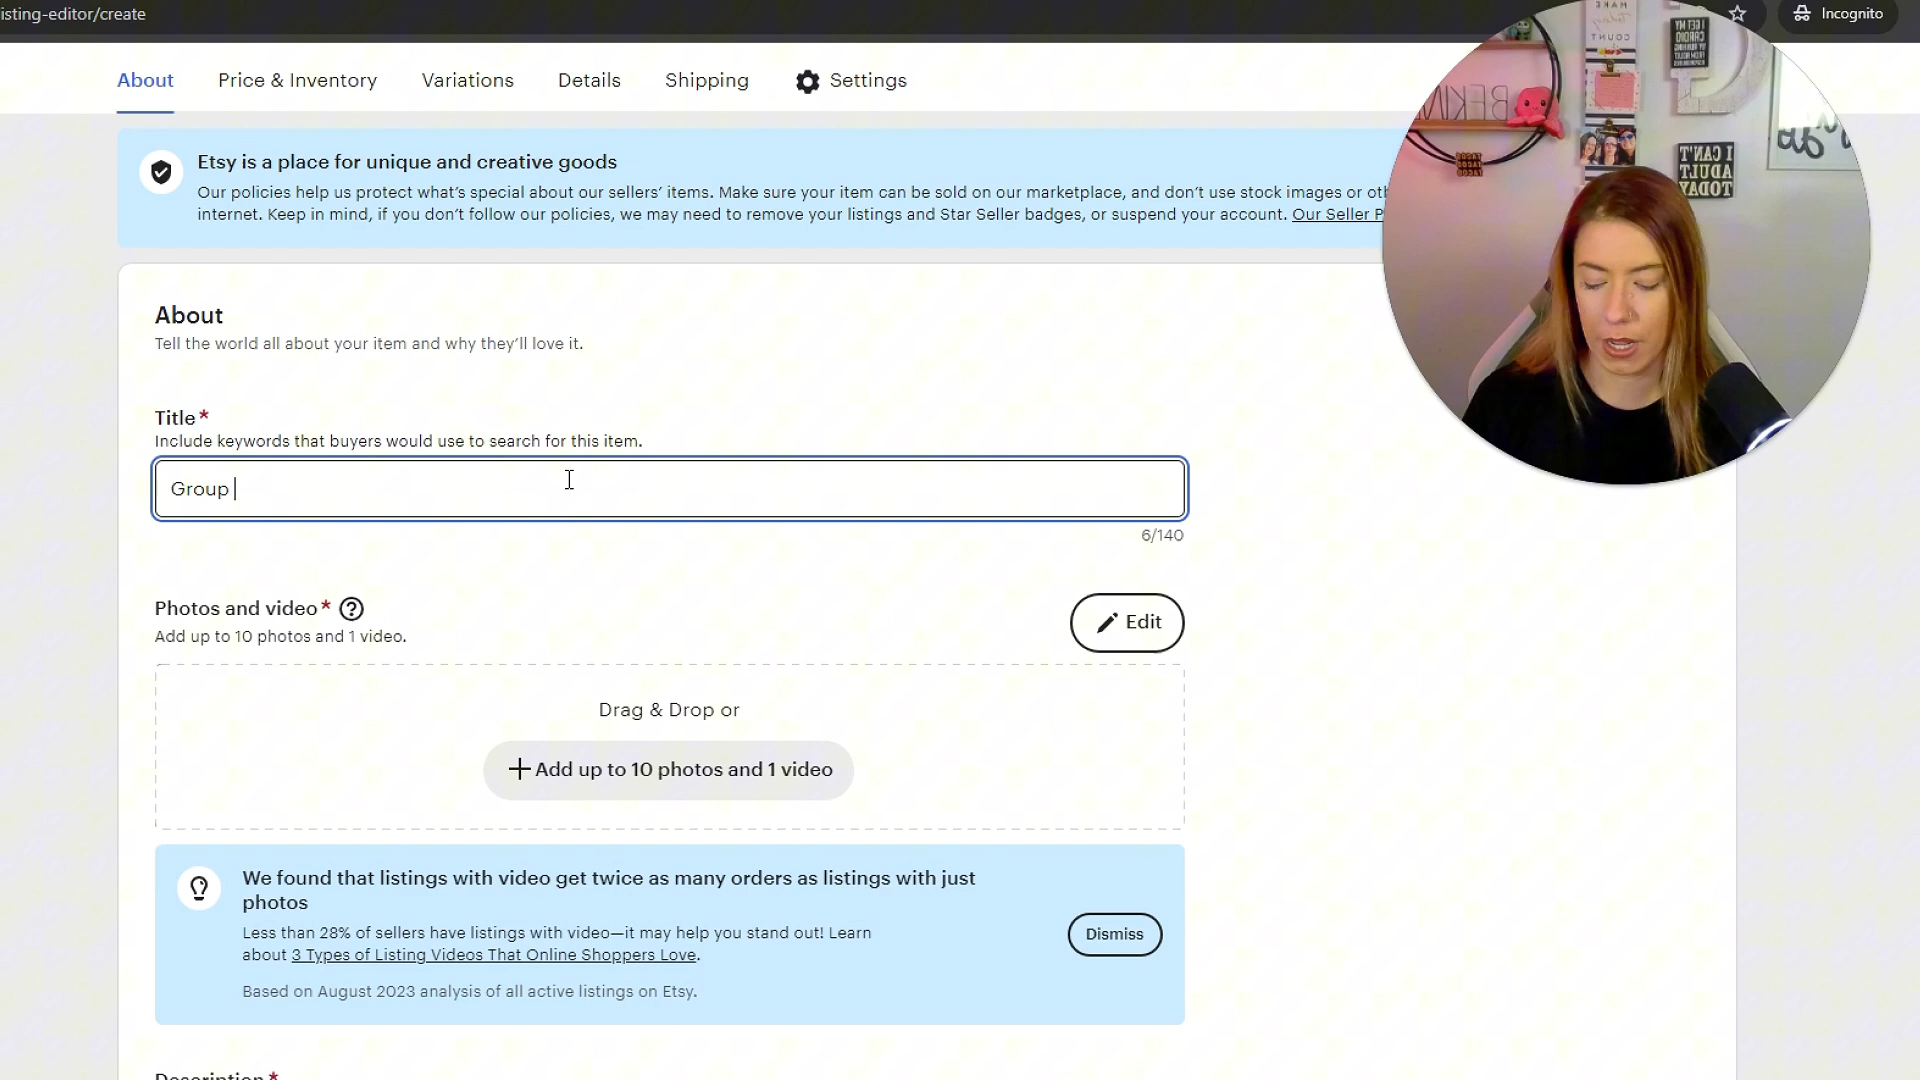 isting-editor/create
Incognito
About Price & Inventory Variations Details Shipping Settings
Etsy is a place for unique and creative goods
Our policies help us protect what's special about our sellers' items. Make sure your item can be sold on our marketplace, and don't use stock images or ot
internet. Keep in mind, if you don't follow our policies, we may need to remove your listings and Star Seller badges, or suspend your account. Our Seller P
About
Tell the world all about your item and why they'll love it.
Title*
Include keywords that buyers would use to search for this item.
Group
6/140
Photos and video*
Add up to 10 photos and 1 video.
Edit
Drag & Drop or
Add up to 10 photos and 1 video
We found that listings with video get twice as many orders as listings with just
photos
Less than 28% of sellers have listings with video—it may help you stand out! Learn
about 3 Types of Listing Videos That Online Shoppers Love.
Dismiss
Based on August 2023 analysis of all active listings on Etsy.
Description*
I CAN'T
ADULT
TODAY